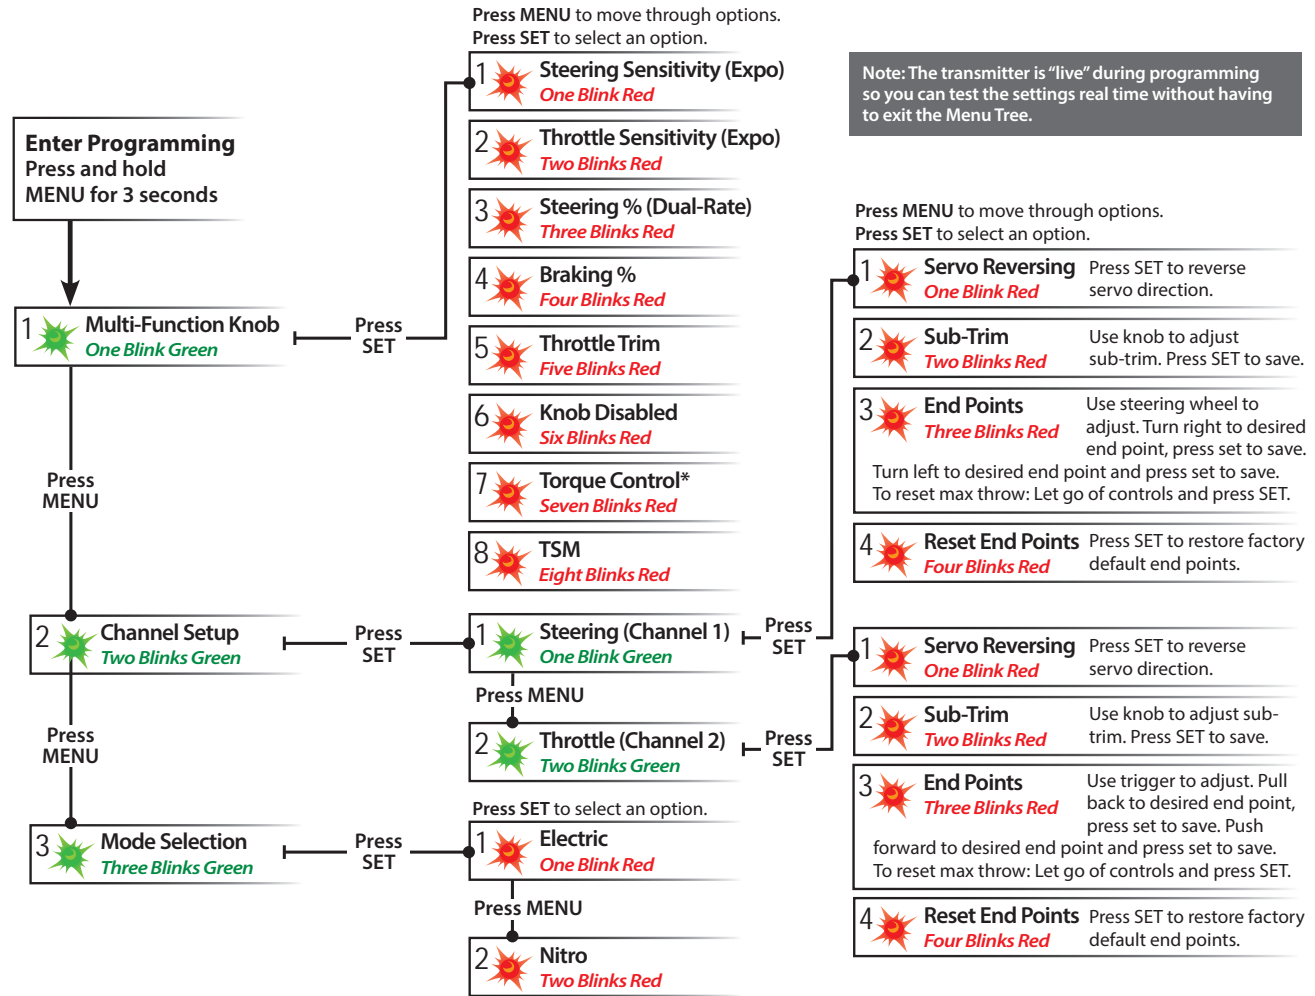 Press MENU to move through options.
Press SET to select an option.
Note: The transmitter is “live” during programming
so you can test the settings real time without having
to exit the Menu Tree.
Enter Programming
Press and hold
MENU for 3 seconds
1 Multi-Function Knob
One Blink Green
Press
SET
1 Steering Sensitivity (Expo)
One Blink Red
2 Throttle Sensitivity (Expo)
Two Blinks Red
3 Steering % (Dual-Rate)
Three Blinks Red
4 Braking %
Four Blinks Red
5 Throttle Trim
Five Blinks Red
6 Knob Disabled
Six Blinks Red
7 Torque Control*
Seven Blinks Red
8 TSM
Eight Blinks Red
Press
MENU
2 Channel Setup
Two Blinks Green
Press
SET
1 Steering (Channel 1)
One Blink Green
Press
SET
Press MENU
2 Throttle (Channel 2)
Two Blinks Green
Press
SET
Press MENU to move through options.
Press SET to select an option.
1 Servo Reversing Press SET to reverse
One Blink Red servo direction.
2 Sub-Trim Use knob to adjust
Two Blinks Red sub-trim. Press SET to save.
3 End Points Use steering wheel to
Three Blinks Red adjust. Turn right to desired
end point, press set to save.
Turn left to desired end point and press set to save.
To reset max throw: Let go of controls and press SET.
4 Reset End Points Press SET to restore factory
Four Blinks Red default end points.
1 Servo Reversing Press SET to reverse
One Blink Red servo direction.
2 Sub-Trim Use knob to adjust sub-
Two Blinks Red trim. Press SET to save.
3 End Points Use trigger to adjust. Pull
Three Blinks Red back to desired end point,
press set to save. Push
forward to desired end point and press set to save.
To reset max throw: Let go of controls and press SET.
4 Reset End Points Press SET to restore factory
Four Blinks Red default end points.
Press
MENU
3 Mode Selection
Three Blinks Green
Press
SET
Press SET to select an option.
1 Electric
One Blink Red
Press MENU
2 Nitro
Two Blinks Red